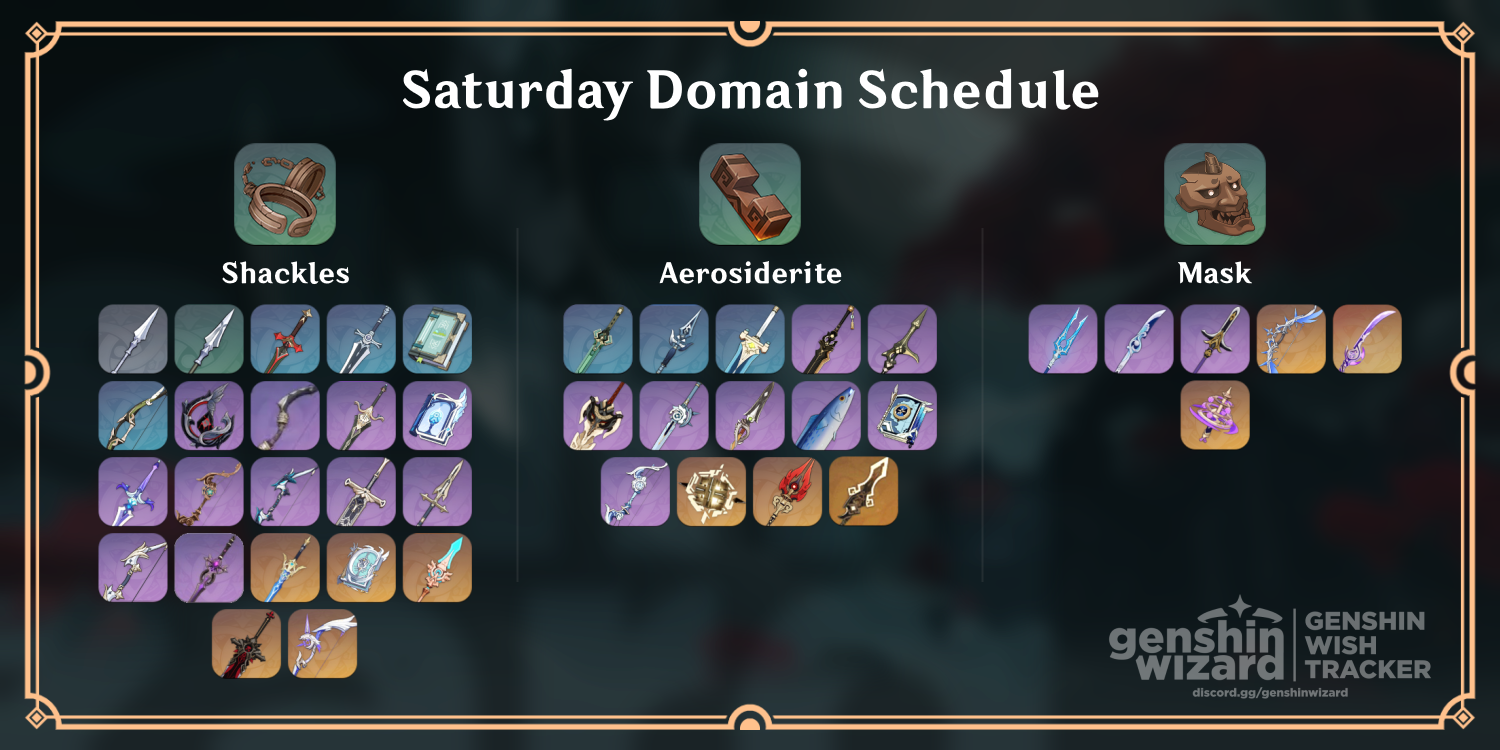 Saturday Domain Schedule
Shackles
Aerosiderite
Mask
genshin
wizard
GENSHIN
WISH
TRACKER
discord.gg/genshinwizard